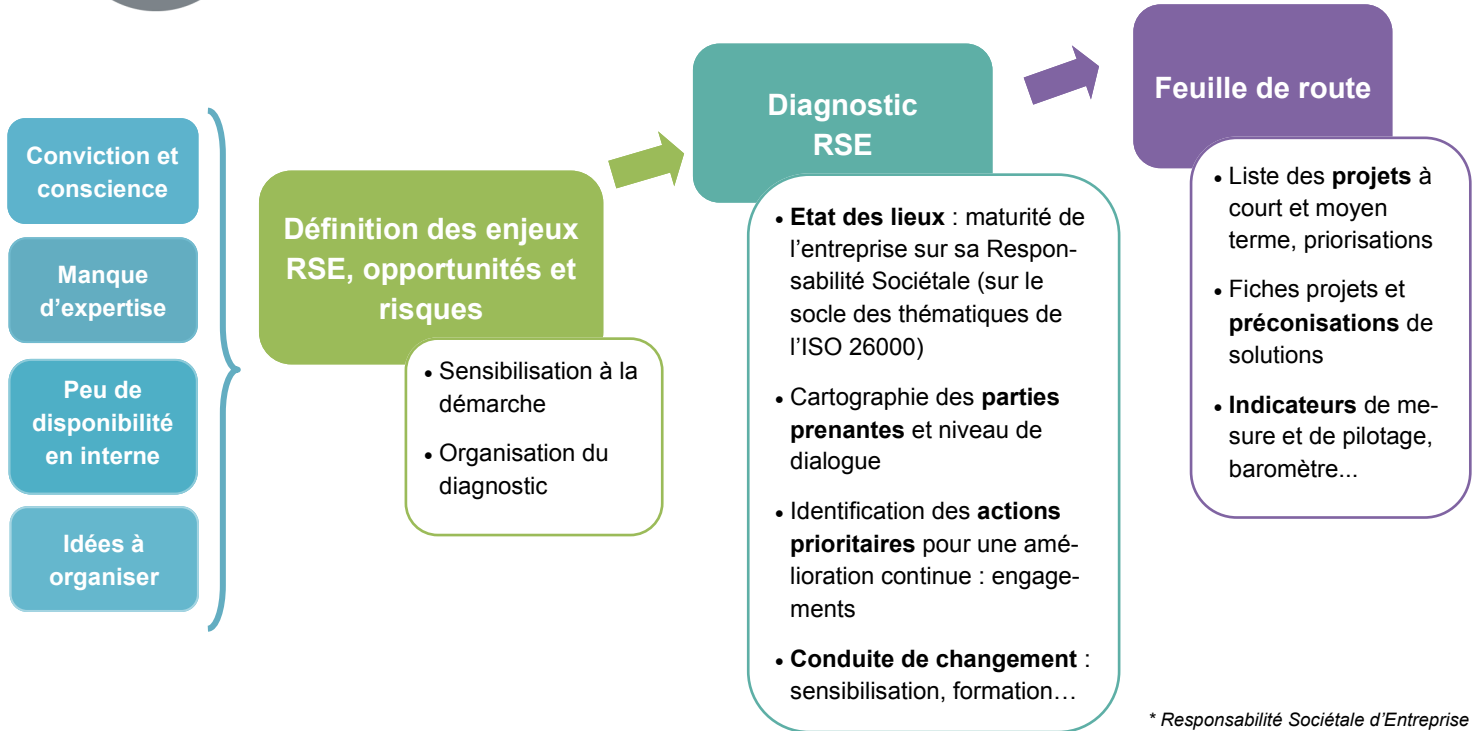 Conviction et
conscience
Manque
d’expertise
Peu de
disponibilité
en interne
Idées à
organiser
Définition des enjeux
RSE, opportunités et
risques
• Sensibilisation à la
démarche
• Organisation du
diagnostic
Diagnostic
RSE
• Etat des lieux : maturité de
l’entreprise sur sa Respon-
sabilité Sociétale (sur le
socle des thématiques de
l’ISO 26000)
• Cartographie des parties
prenantes et niveau de
dialogue
• Identification des actions
prioritaires pour une amé-
lioration continue : engage-
ments
• Conduite de changement :
sensibilisation, formation…
Feuille de route
• Liste des projets à
court et moyen
terme, priorisations
• Fiches projets et
préconisations de
solutions
• Indicateurs de me-
sure et de pilotage,
baromètre...
* Responsabilité Sociétale d’Entreprise